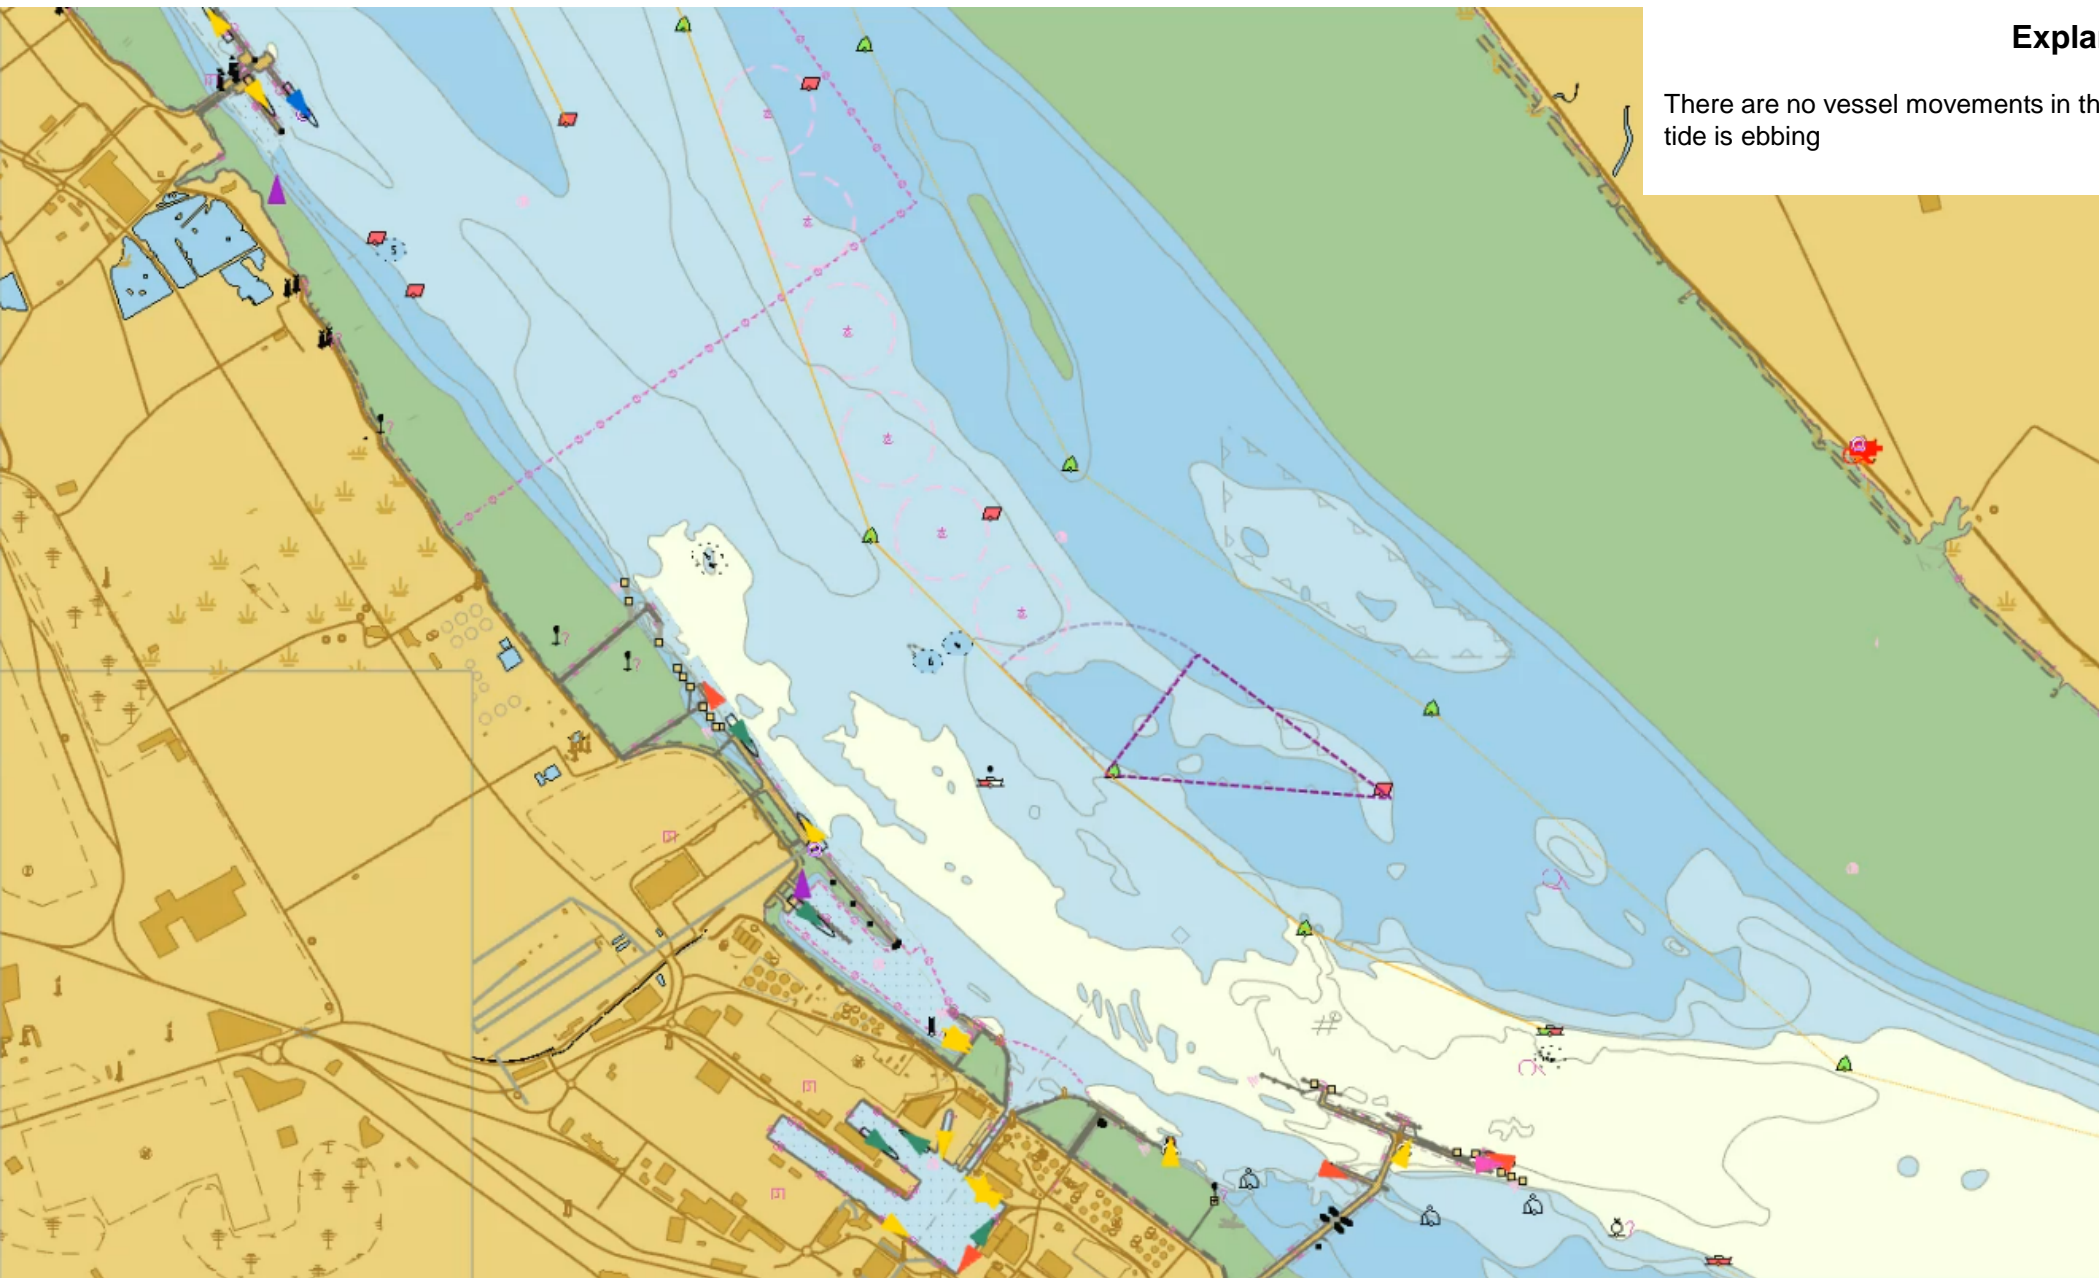 Expla
There are no vessel movements in th
tide is ebbing